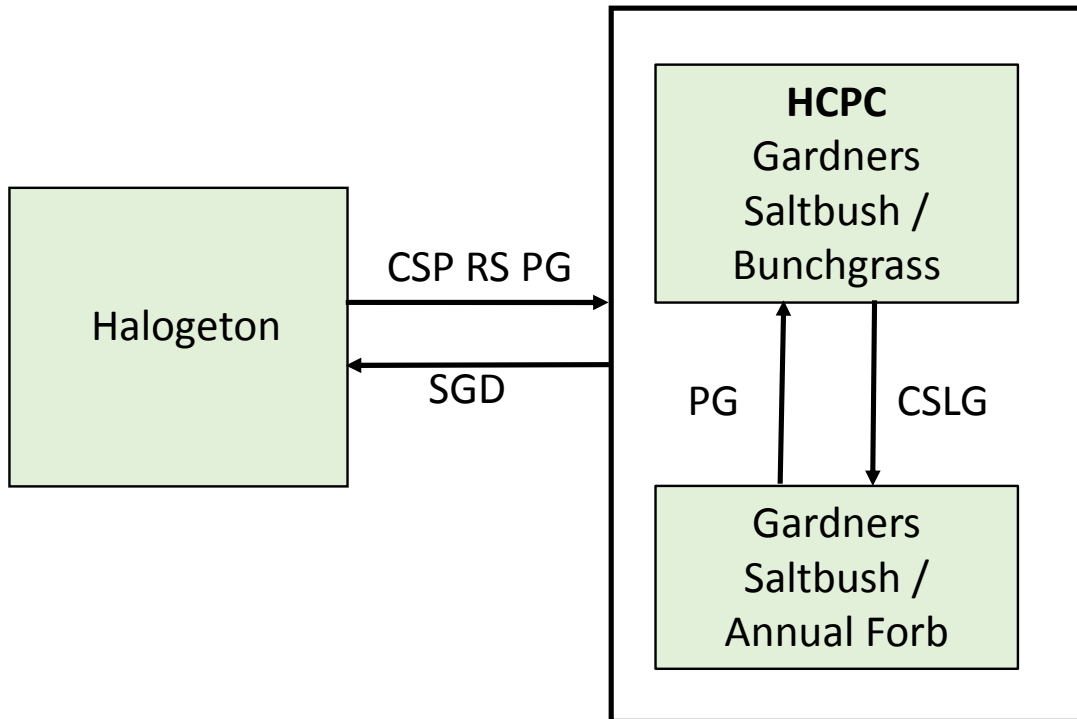 Halogeton
CSP RS PG
SGD
HCPC
Gardners
Saltbush /
Bunchgrass
PG
CSLG
Gardners
Saltbush /
Annual Forb